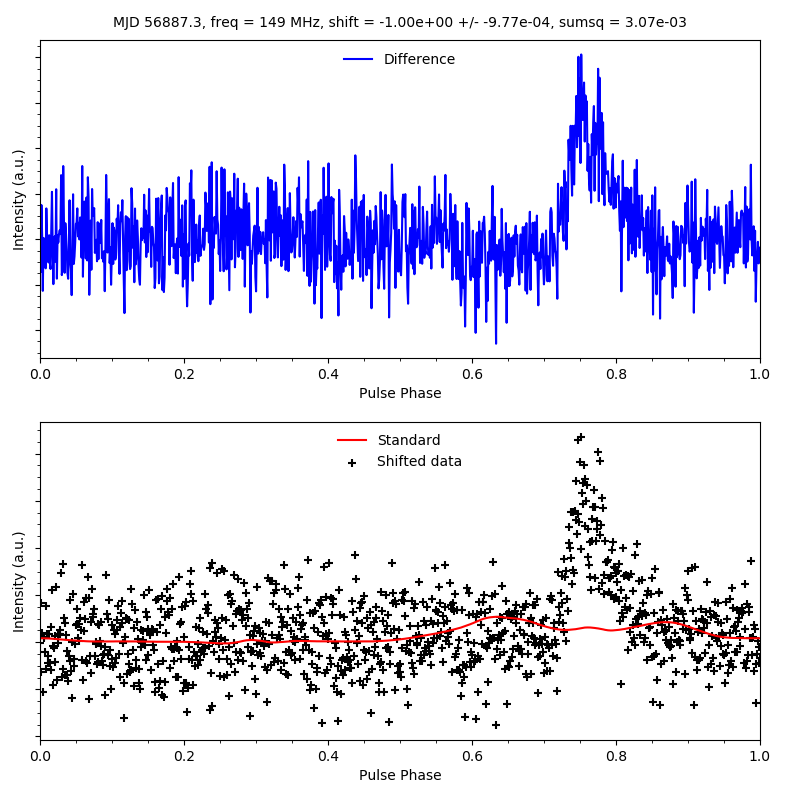 MJD 56887.3, freq = 149 MHz, shift = -1.00e+00 +/- -9.77e-04, sumsq = 3.07e-03
Difference
Intensity (a.u.)
0.0 0.2 0.4 0.6 0.8 1.0
Pulse Phase
Standard
Shifted data
Intensity (a.u.)
0.0 0.2 0.4 0.6 0.8 1.0
Pulse Phase